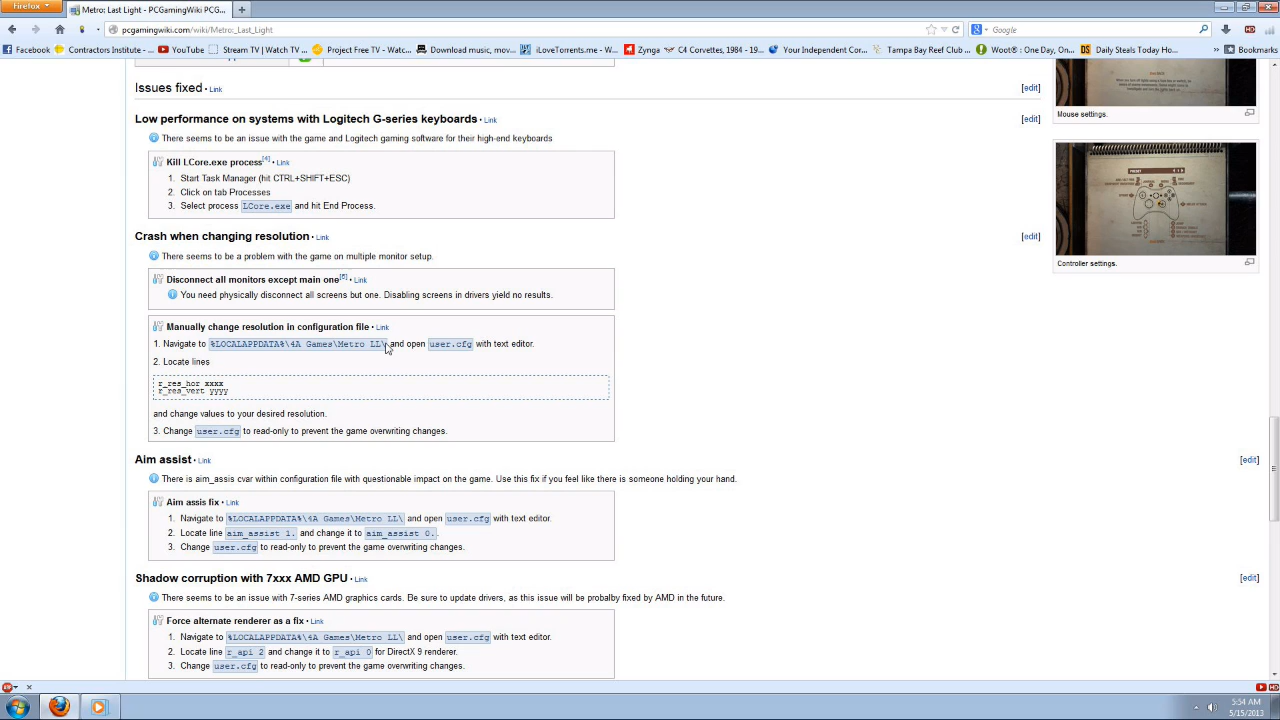 Firefox
Metro: Last Light - PCGamingWiki PCG...
pcgamingwiki.com/wiki/Metro:_Last_Light
Google
Facebook
Contractors Institute - ...
YouTube
Stream TV | Watch TV ...
Project Free TV - Watc...
Download music, mov...
iLoveTorrents.me - W...
Zynga
C4 Corvettes, 1984 - 19...
Your Independent Cor...
Tampa Bay Reef Club ...
Woot® : One Day, On...
Daily Steals Today Ho...
Bookmarks
Issues fixed · Link
[edit]
Mouse settings.
Low performance on systems with Logitech G-series keyboards · Link
[edit]
There seems to be an issue with the game and Logitech gaming software for their high-end keyboards
Kill LCore.exe process[4] · Link
1. Start Task Manager (hit CTRL+SHIFT+ESC)
2. Click on tab Processes
3. Select process LCore.exe and hit End Process.
Controller settings.
Crash when changing resolution · Link
[edit]
There seems to be a problem with the game on multiple monitor setup.
Disconnect all monitors except main one[5] · Link
You need physically disconnect all screens but one. Disabling screens in drivers yield no results.
Manually change resolution in configuration file · Link
1. Navigate to %LOCALAPPDATA%\4A Games\Metro LL\ and open user.cfg with text editor.
2. Locate lines
r_res_hor xxxx
r_res_vert yyyy
and change values to your desired resolution.
3. Change user.cfg to read-only to prevent the game overwriting changes.
Aim assist · Link
[edit]
There is aim_assis cvar within configuration file with questionable impact on the game. Use this fix if you feel like there is someone holding your hand.
Aim assis fix · Link
1. Navigate to %LOCALAPPDATA%\4A Games\Metro LL\ and open user.cfg with text editor.
2. Locate line aim_assist 1. and change it to aim_assist 0.
3. Change user.cfg to read-only to prevent the game overwriting changes.
Shadow corruption with 7xxx AMD GPU · Link
[edit]
There seems to be an issue with 7-series AMD graphics cards. Be sure to update drivers, as this issue will be probalby fixed by AMD in the future.
Force alternate renderer as a fix · Link
1. Navigate to %LOCALAPPDATA%\4A Games\Metro LL\ and open user.cfg with text editor.
2. Locate line r_api 2 and change it to r_api 0 for DirectX 9 renderer.
3. Change user.cfg to read-only to prevent the game overwriting changes.
5:54 AM
5/15/2013